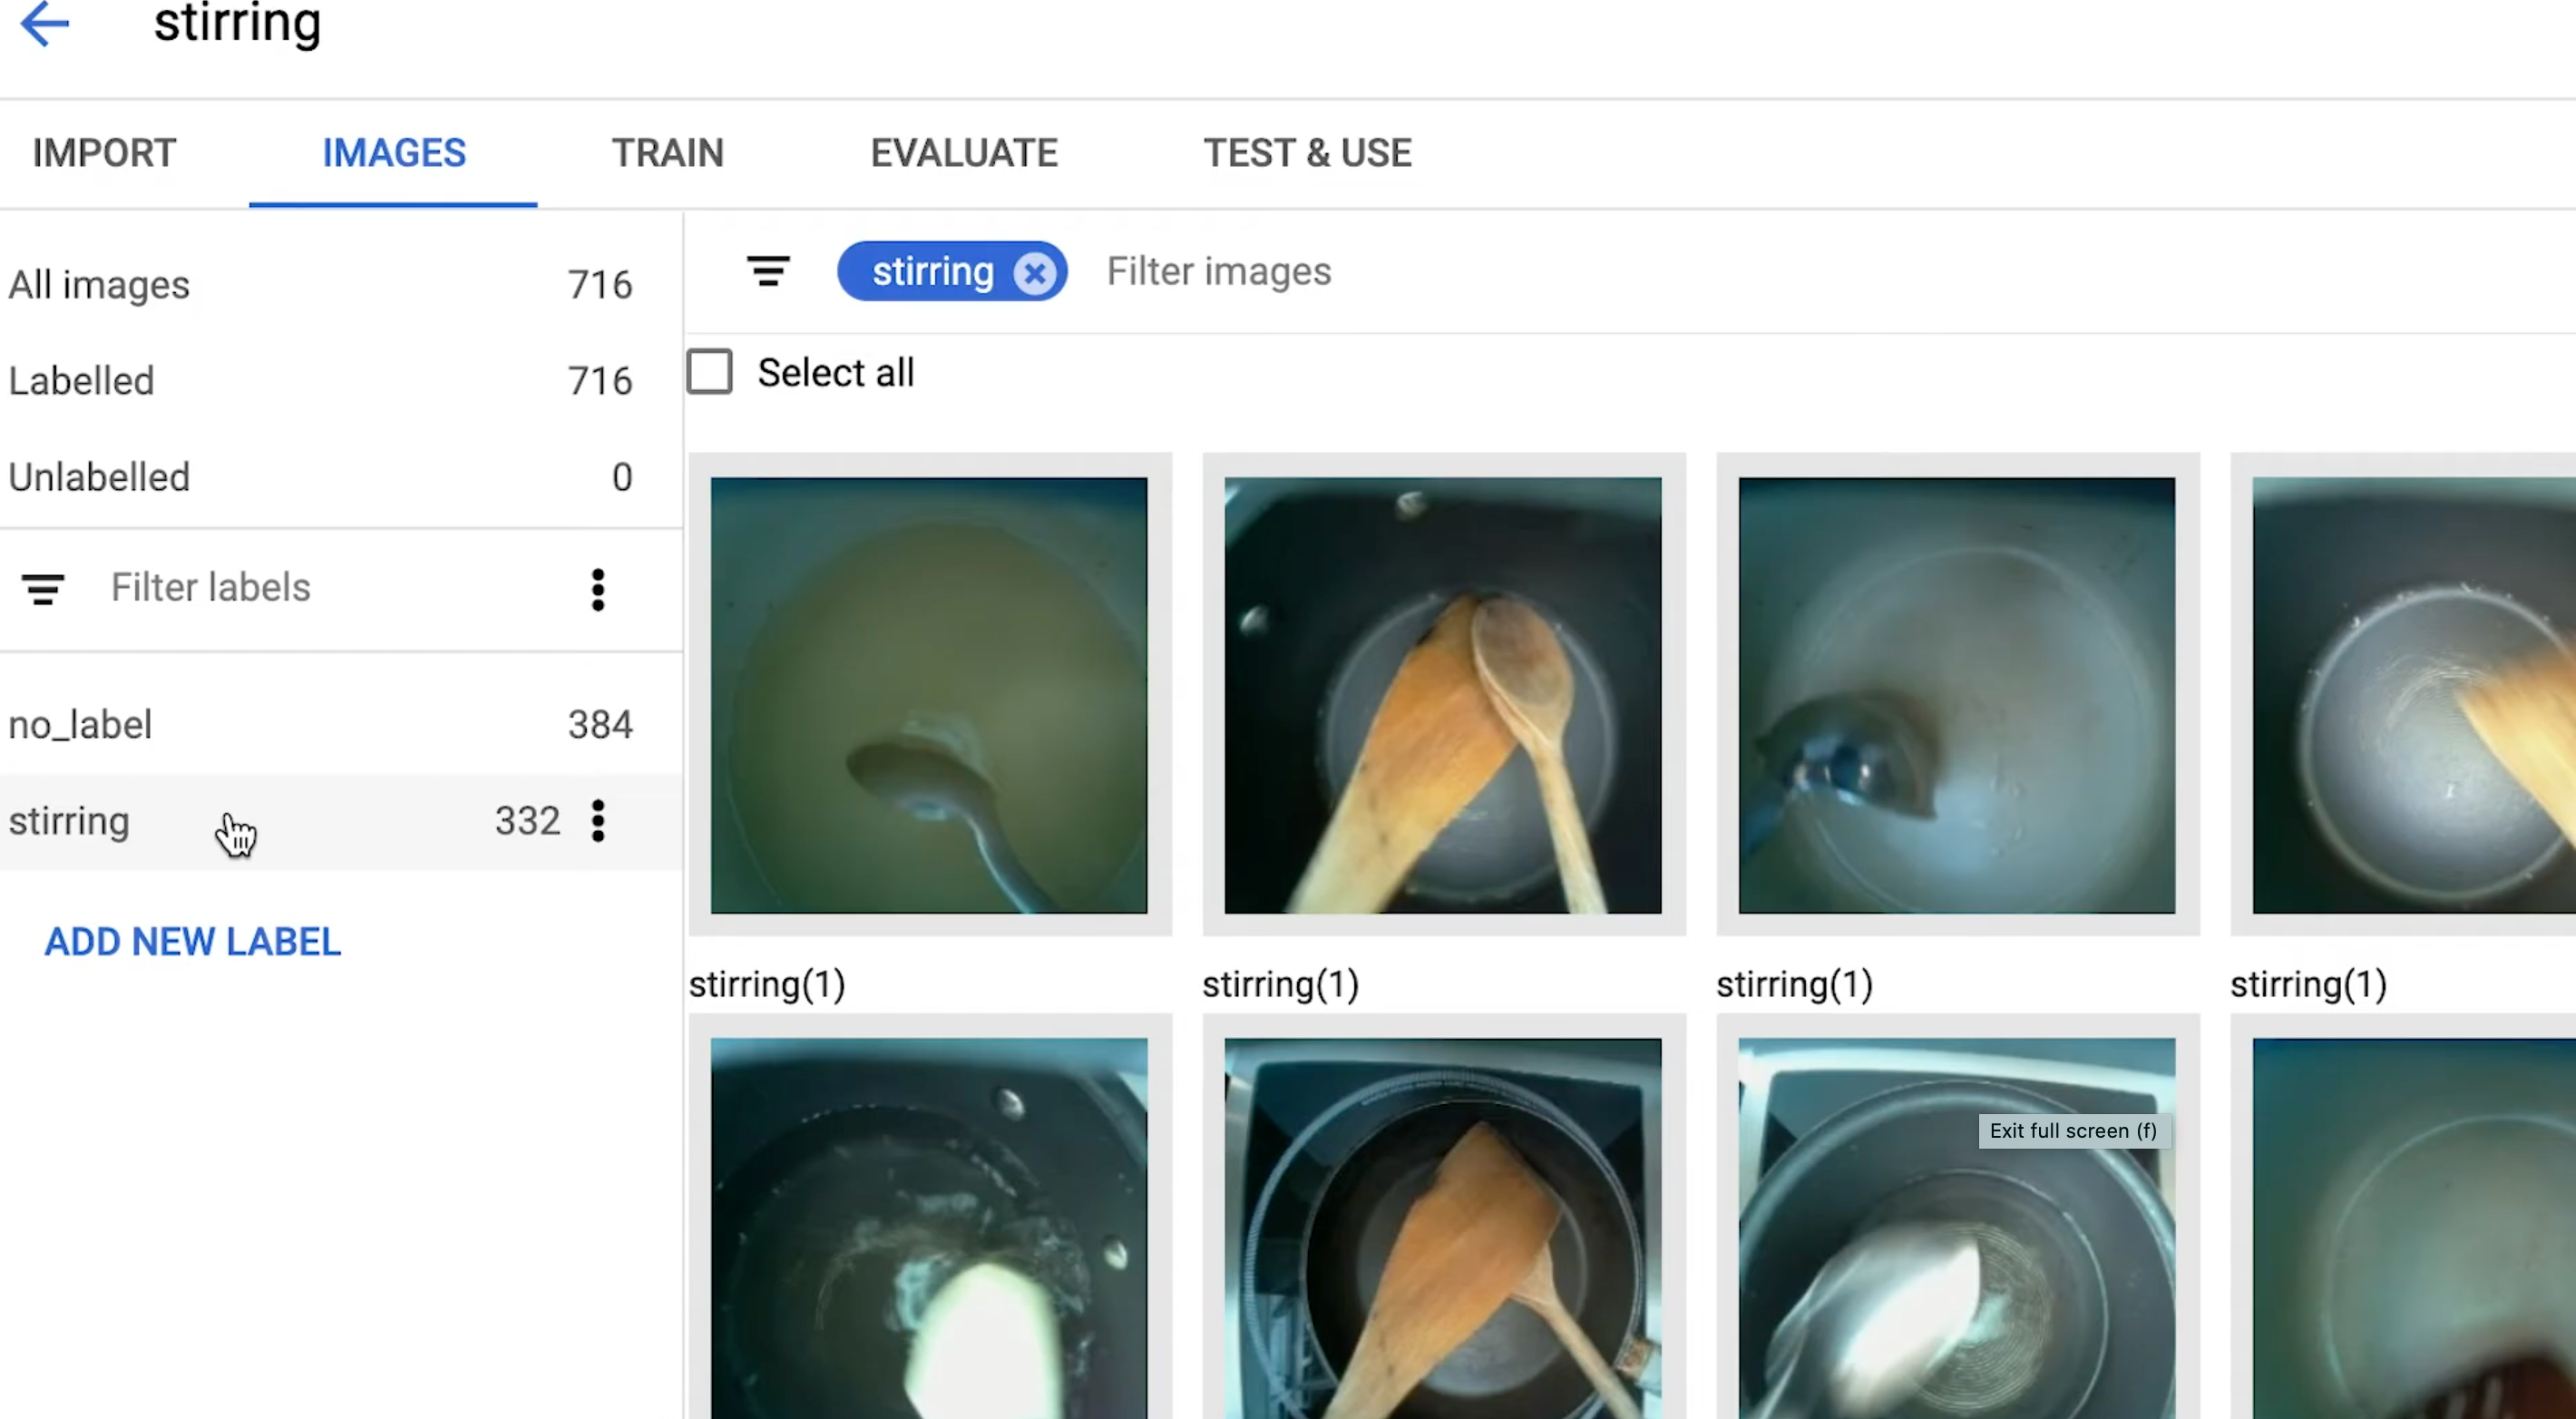 stirring
IMPORT IMAGES TRAIN EVALUATE TEST & USE
All images 716
Labelled 716
Unlabelled 0
Filter labels
no_label 384
stirring 332
ADD NEW LABEL
stirring Filter images
Select all
stirring(1) stirring(1) stirring(1) stirring(1)
Exit full screen (f)